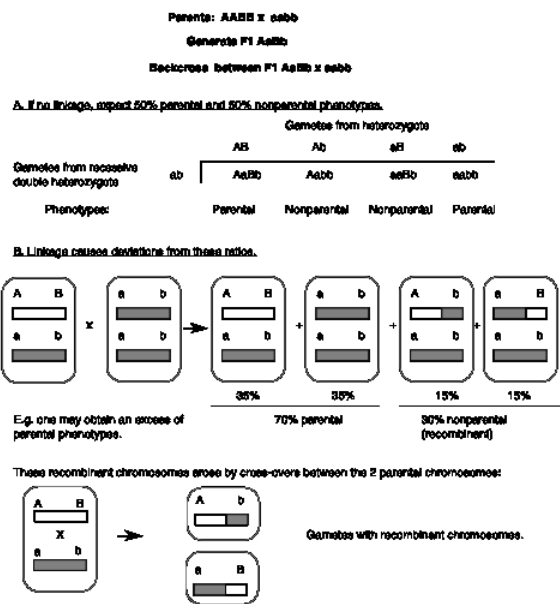 Parents: AABB x aabb
Generate F1 AaBb
Backcross between F1 AaBb x aabb
A. If no linkage, expect 50% parental and 50% nonparental phenotypes.
Gametes from heterozygote
AB Ab aB ab
Gametes from recessive
double heterozygote
ab AaBb Aabb aaBb aabb
Phenotypes: Parental Nonparental Nonparental Parental
B. Linkage causes deviations from these ratios.
A B a b A B a b A b a B
x + + +
a b a b a b a b a b a b
35% 35% 15% 15%
E.g. one may obtain an excess of
parental phenotypes.
70% parental
30% nonparental
(recombinant)
These recombinant chromosomes arose by cross-overs between the 2 parental chromosomes:
A B A b
X
a b
Gametes with recombinant chromosomes.
a B